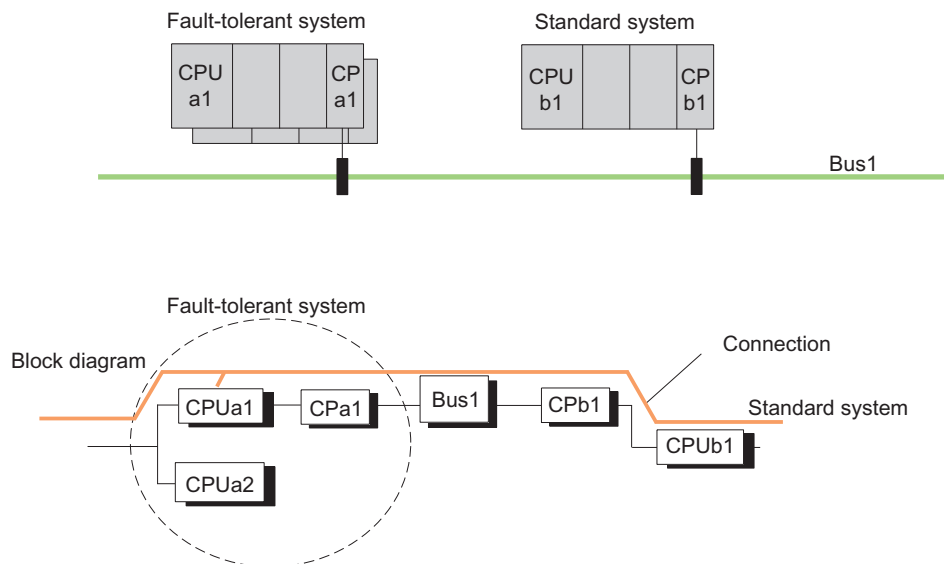 Fault-tolerant system
Standard system
CPU
a1
CP
a1
CPU
b1
CP
b1
Bus1
Fault-tolerant system
Block diagram
Connection
CPUa1
CPa1
Bus1
CPb1
Standard system
CPUb1
CPUa2